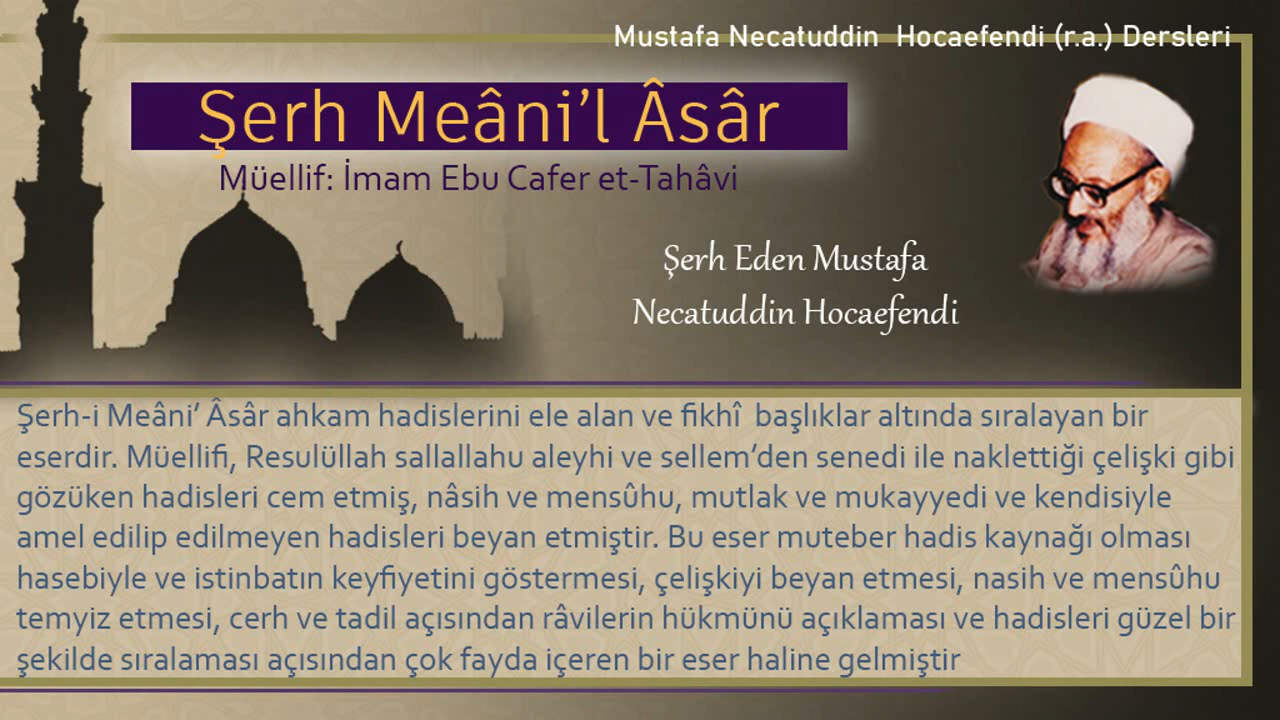 Mustafa Necatuddin Hocaefendi (r.a.) Dersleri
Şerh Meâni’l Âsâr
Müellif: İmam Ebu Cafer et-Tahâvi
Şerh Eden Mustafa
Necatuddin Hocaefendi
Şerh-i Meâni’ Âsâr ahkam hadislerini ele alan ve fikhî başlıklar altında sıralayan bir
eserdir. Müellifi, Resulüllah sallallahu aleyhi ve sellem’den senedi ile naklettiği çelişki gibi
gözüken hadisleri cem etmiş, nâsih ve mensûhu, mutlak ve mukayyedi ve kendisiyle
amel edilip edilmeyen hadisleri beyan etmiştir. Bu eser muteber hadis kaynağı olması
hasebiyle ve istinbatın keyfiyetini göstermesi, çelişkiyi beyan etmesi, nasih ve mensûhu
temyiz etmesi, cerh ve tadil açısından râvilerin hükmünü açıklaması ve hadisleri güzel bir
şekilde sıralaması açısından çok fayda içeren bir eser haline gelmiştir